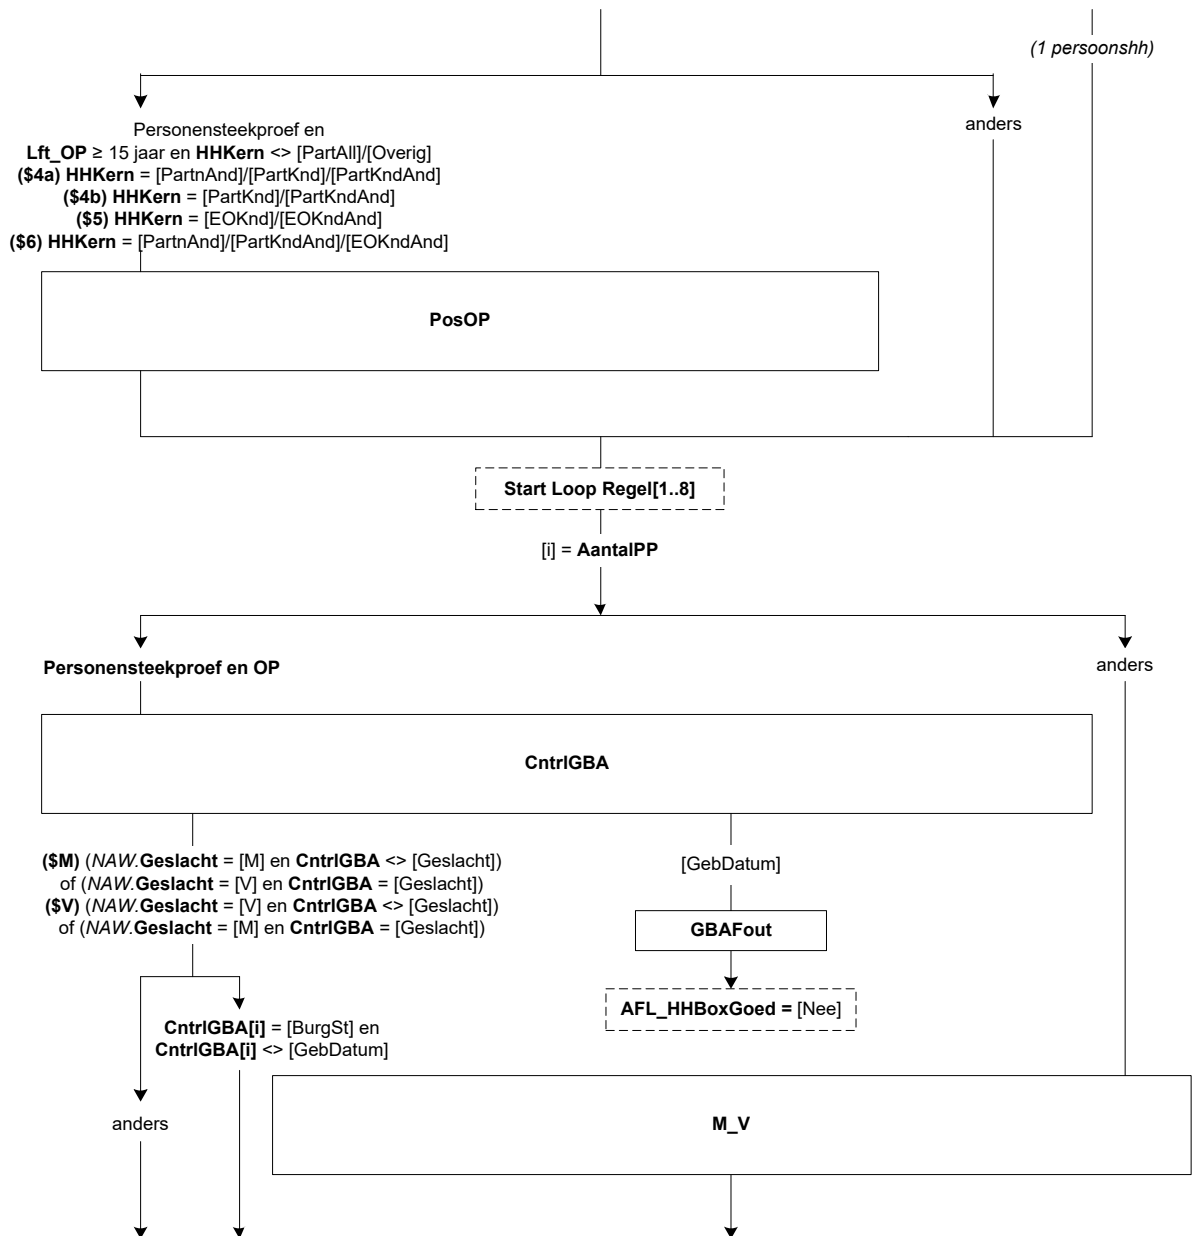 (1 persoonshh)
Personensteekproef en
Lft_OP ≥ 15 jaar en HHKern <> [PartAll]/[Overig]
($4a) HHKern = [PartnAnd]/[PartKnd]/[PartKndAnd]
($4b) HHKern = [PartKnd]/[PartKndAnd]
($5) HHKern = [EOKnd]/[EOKndAnd]
($6) HHKern = [PartnAnd]/[PartKndAnd]/[EOKndAnd]
anders
PosOP
Start Loop Regel[1..8]
[i] = AantalPP
Personensteekproef en OP
anders
CntrlGBA
($M) (NAW.Geslacht = [M] en CntrlGBA <> [Geslacht])
of (NAW.Geslacht = [V] en CntrlGBA = [Geslacht])
($V) (NAW.Geslacht = [V] en CntrlGBA <> [Geslacht])
of (NAW.Geslacht = [M] en CntrlGBA = [Geslacht])
[GebDatum]
GBAFout
AFL_HHBoxGoed = [Nee]
CntrlGBA[i] = [BurgSt] en
CntrlGBA[i] <> [GebDatum]
anders
M_V